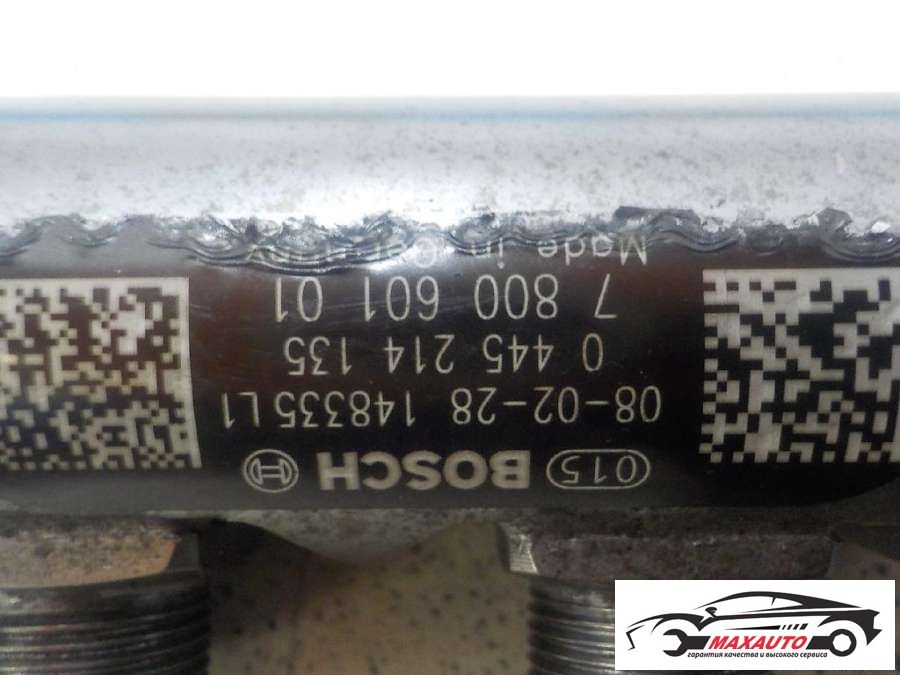 015 BOSCH
08-02-28 148335 L1
0 445 214 135
7 800 601 01
Made in Germany
MAXAUTO
гарантия качества и высокого сервиса